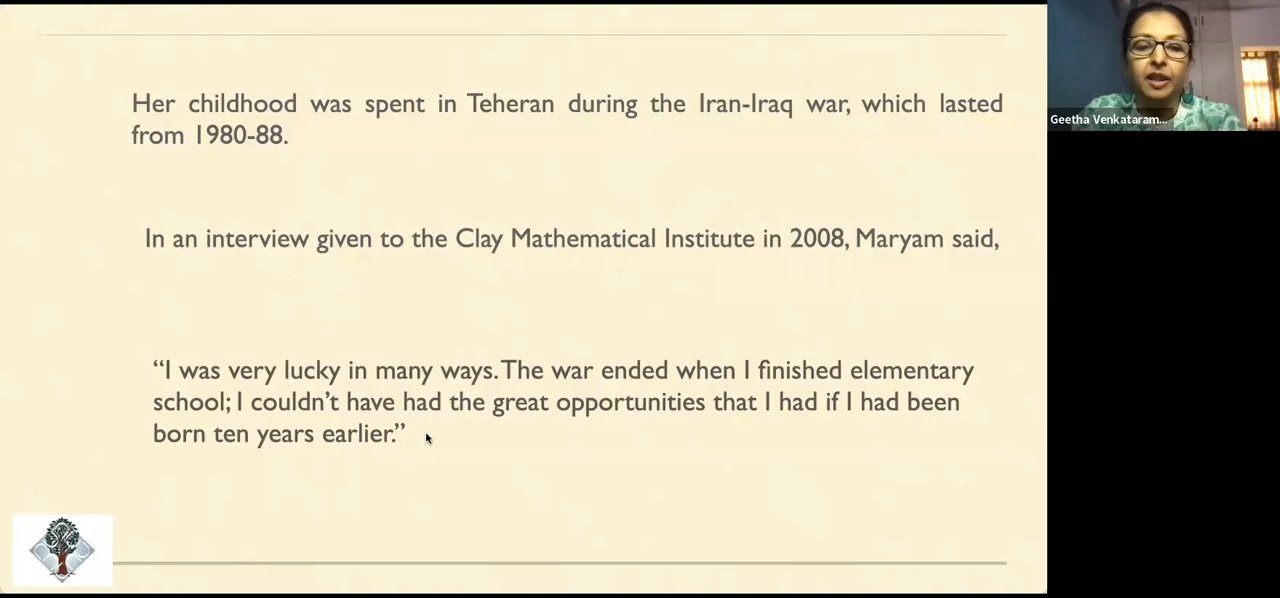 Her childhood was spent in Teheran during the Iran-Iraq war, which lasted
from 1980-88.
In an interview given to the Clay Mathematical Institute in 2008, Maryam said,
“I was very lucky in many ways. The war ended when I finished elementary
school; I couldn’t have had the great opportunities that I had if I had been
born ten years earlier.”
Geetha Venkataram...